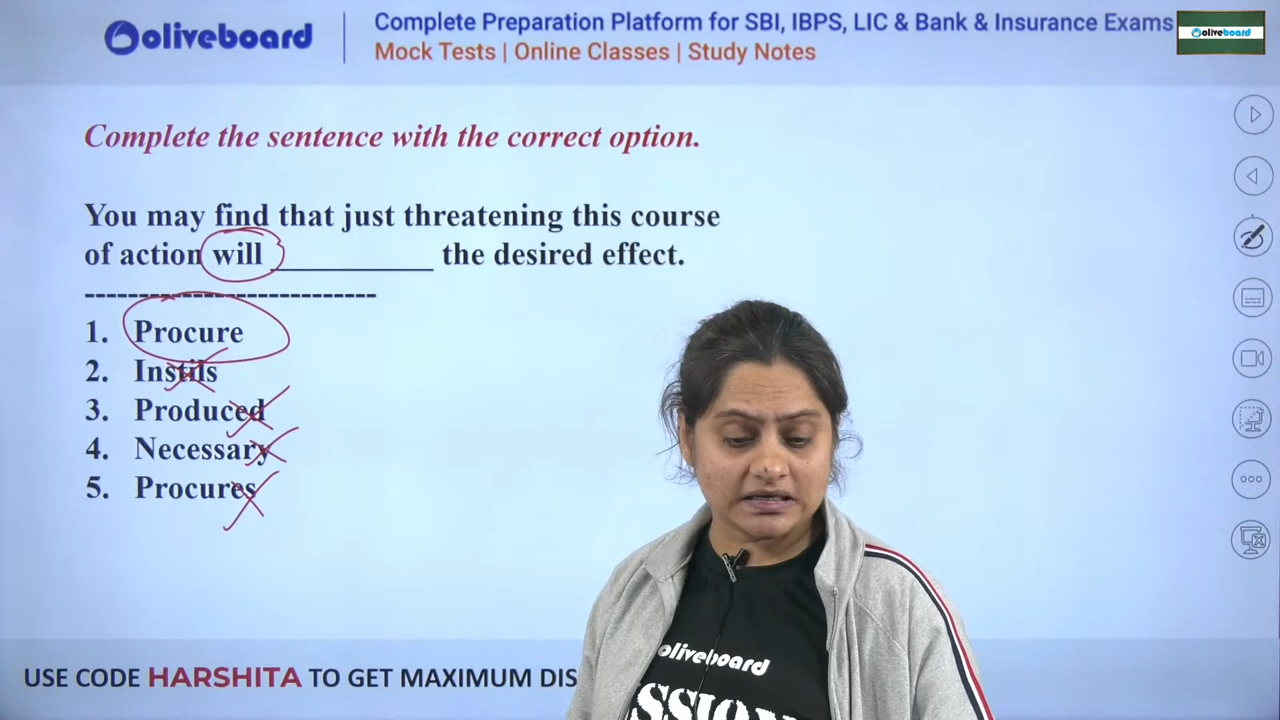 oliveboard
Complete Preparation Platform for SBI, IBPS, LIC & Bank & Insurance Exams
Mock Tests | Online Classes | Study Notes
oliveboard
Complete the sentence with the correct option.
You may find that just threatening this course
of action will ____________ the desired effect.
---------------------------
1. Procure
2. Instils
3. Produced
4. Necessary
5. Procures
oliveboard
USE CODE HARSHITA TO GET MAXIMUM DIS